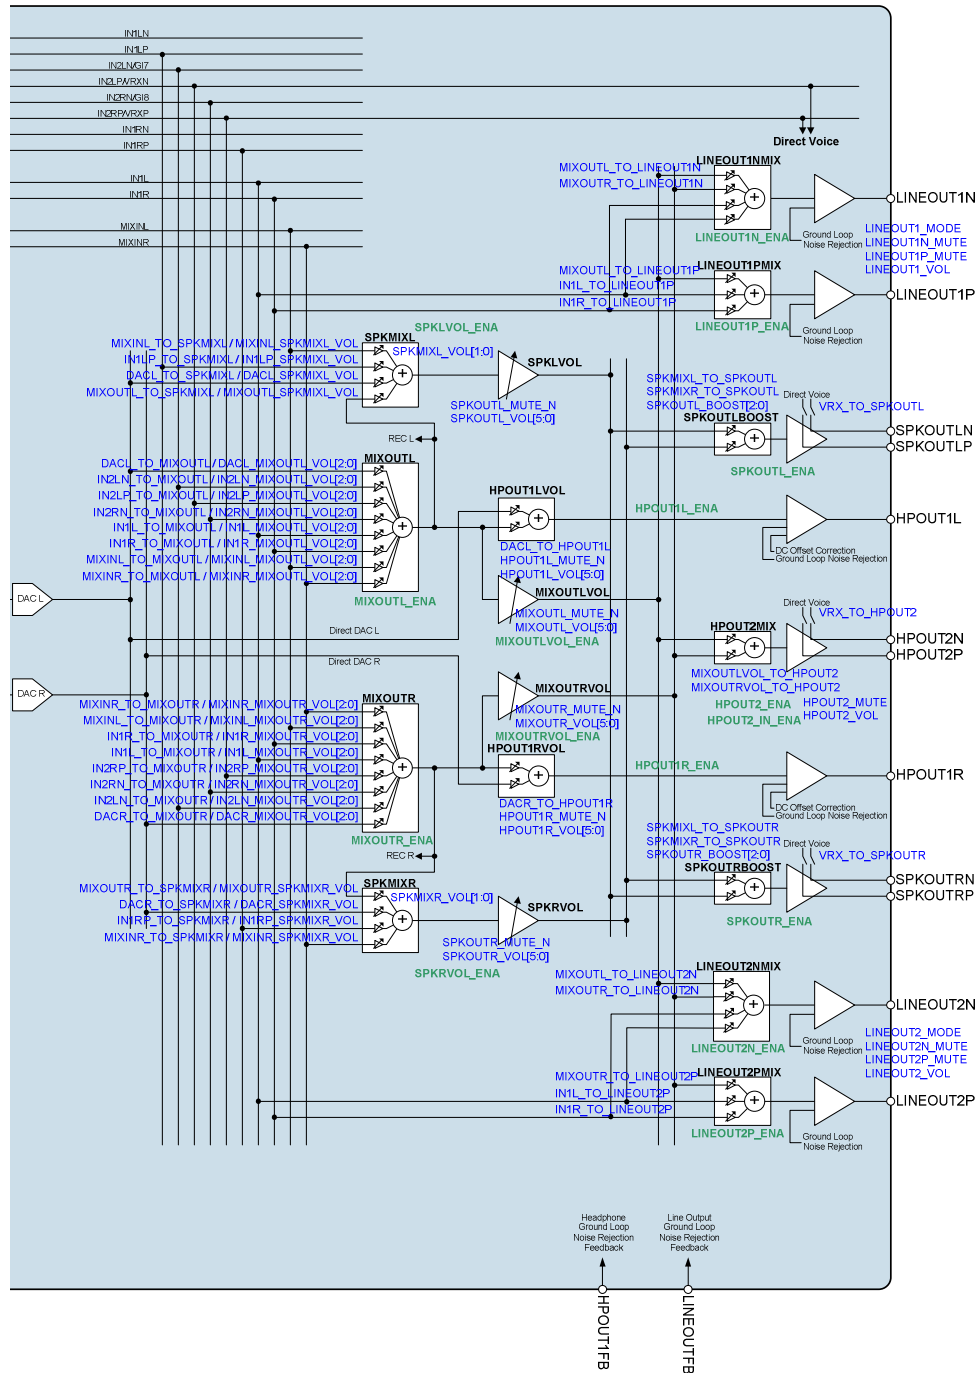 IN1LN
IN1LP
IN2LN/GI7
IN2LP/VRXN
IN2RN/GI8
IN2RP/VRXP
IN1RN
IN1RP
IN1L
IN1R
MIXINL
MIXINR
Direct Voice
LINEOUT1NMIX
MIXOUTL_TO_LINEOUT1N
MIXOUTR_TO_LINEOUT1N
LINEOUT1N_ENA
Ground Loop
Noise Rejection
LINEOUT1N
LINEOUT1_MODE
LINEOUT1N_MUTE
LINEOUT1P_MUTE
LINEOUT1_VOL
LINEOUT1PMIX
MIXOUTL_TO_LINEOUT1P
IN1L_TO_LINEOUT1P
IN1R_TO_LINEOUT1P
LINEOUT1P_ENA
Ground Loop
Noise Rejection
LINEOUT1P
SPKLVOL_ENA
SPKMIXL
MIXINL_TO_SPKMIXL / MIXINL_SPKMIXL_VOL
IN1LP_TO_SPKMIXL / IN1LP_SPKMIXL_VOL
DACL_TO_SPKMIXL / DACL_SPKMIXL_VOL
MIXOUTL_TO_SPKMIXL / MIXOUTL_SPKMIXL_VOL
SPKMIXL_VOL[1:0]
SPKLVOL
SPKOUTL_MUTE_N
SPKOUTL_VOL[5:0]
SPKMIXL_TO_SPKOUTL
SPKMIXR_TO_SPKOUTL
SPKOUTL_BOOST[2:0]
SPKOUTLBOOST
SPKOUTL_ENA
Direct Voice
VRX_TO_SPKOUTL
SPKOUTLN
SPKOUTLP
REC L
MIXOUTL
DACL_TO_MIXOUTL / DACL_MIXOUTL_VOL[2:0]
IN2LN_TO_MIXOUTL / IN2LN_MIXOUTL_VOL[2:0]
IN2LP_TO_MIXOUTL / IN2LP_MIXOUTL_VOL[2:0]
IN2RN_TO_MIXOUTL / IN2RN_MIXOUTL_VOL[2:0]
IN1L_TO_MIXOUTL / IN1L_MIXOUTL_VOL[2:0]
IN1R_TO_MIXOUTL / IN1R_MIXOUTL_VOL[2:0]
MIXINL_TO_MIXOUTL / MIXINL_MIXOUTL_VOL[2:0]
MIXINR_TO_MIXOUTL / MIXINR_MIXOUTL_VOL[2:0]
MIXOUTL_ENA
HPOUT1LVOL
DACL_TO_HPOUT1L
HPOUT1L_MUTE_N
HPOUT1L_VOL[5:0]
HPOUT1L_ENA
DC Offset Correction
Ground Loop Noise Rejection
HPOUT1L
MIXOUTLVOL
MIXOUTL_MUTE_N
MIXOUTL_VOL[5:0]
MIXOUTLVOL_ENA
DAC L
Direct DAC L
Direct DAC R
DAC R
Direct Voice
VRX_TO_HPOUT2
HPOUT2MIX
HPOUT2N
HPOUT2P
MIXOUTLVOL_TO_HPOUT2
MIXOUTRVOL_TO_HPOUT2
HPOUT2_ENA
HPOUT2_IN_ENA
HPOUT2_MUTE
HPOUT2_VOL
MIXOUTRVOL
MIXOUTR_MUTE_N
MIXOUTR_VOL[5:0]
MIXOUTRVOL_ENA
MIXOUTR
MIXINR_TO_MIXOUTR / MIXINR_MIXOUTR_VOL[2:0]
MIXINL_TO_MIXOUTR / MIXINL_MIXOUTR_VOL[2:0]
IN1R_TO_MIXOUTR / IN1R_MIXOUTR_VOL[2:0]
IN1L_TO_MIXOUTR / IN1L_MIXOUTR_VOL[2:0]
IN2RP_TO_MIXOUTR / IN2RP_MIXOUTR_VOL[2:0]
IN2RN_TO_MIXOUTR / IN2RN_MIXOUTR_VOL[2:0]
IN2LN_TO_MIXOUTR / IN2LN_MIXOUTR_VOL[2:0]
DACR_TO_MIXOUTR / DACR_MIXOUTR_VOL[2:0]
MIXOUTR_ENA
HPOUT1RVOL
DACR_TO_HPOUT1R
HPOUT1R_MUTE_N
HPOUT1R_VOL[5:0]
HPOUT1R_ENA
DC Offset Correction
Ground Loop Noise Rejection
HPOUT1R
REC R
SPKMIXR
MIXOUTR_TO_SPKMIXR / MIXOUTR_SPKMIXR_VOL
DACR_TO_SPKMIXR / DACR_SPKMIXR_VOL
IN1RP_TO_SPKMIXR / IN1RP_SPKMIXR_VOL
MIXINR_TO_SPKMIXR / MIXINR_SPKMIXR_VOL
SPKMIXR_VOL[1:0]
SPKRVOL
SPKOUTR_MUTE_N
SPKOUTR_VOL[5:0]
SPKRVOL_ENA
SPKMIXL_TO_SPKOUTR
SPKMIXR_TO_SPKOUTR
SPKOUTR_BOOST[2:0]
SPKOUTRBOOST
SPKOUTR_ENA
Direct Voice
VRX_TO_SPKOUTR
SPKOUTRN
SPKOUTRP
LINEOUT2NMIX
MIXOUTL_TO_LINEOUT2N
MIXOUTR_TO_LINEOUT2N
LINEOUT2N_ENA
Ground Loop
Noise Rejection
LINEOUT2N
LINEOUT2_MODE
LINEOUT2N_MUTE
LINEOUT2P_MUTE
LINEOUT2_VOL
LINEOUT2PMIX
MIXOUTR_TO_LINEOUT2P
IN1L_TO_LINEOUT2P
IN1R_TO_LINEOUT2P
LINEOUT2P_ENA
Ground Loop
Noise Rejection
LINEOUT2P
Headphone
Ground Loop
Noise Rejection
Feedback
Line Output
Ground Loop
Noise Rejection
Feedback
HPOUT1FB
LINEOUTFB